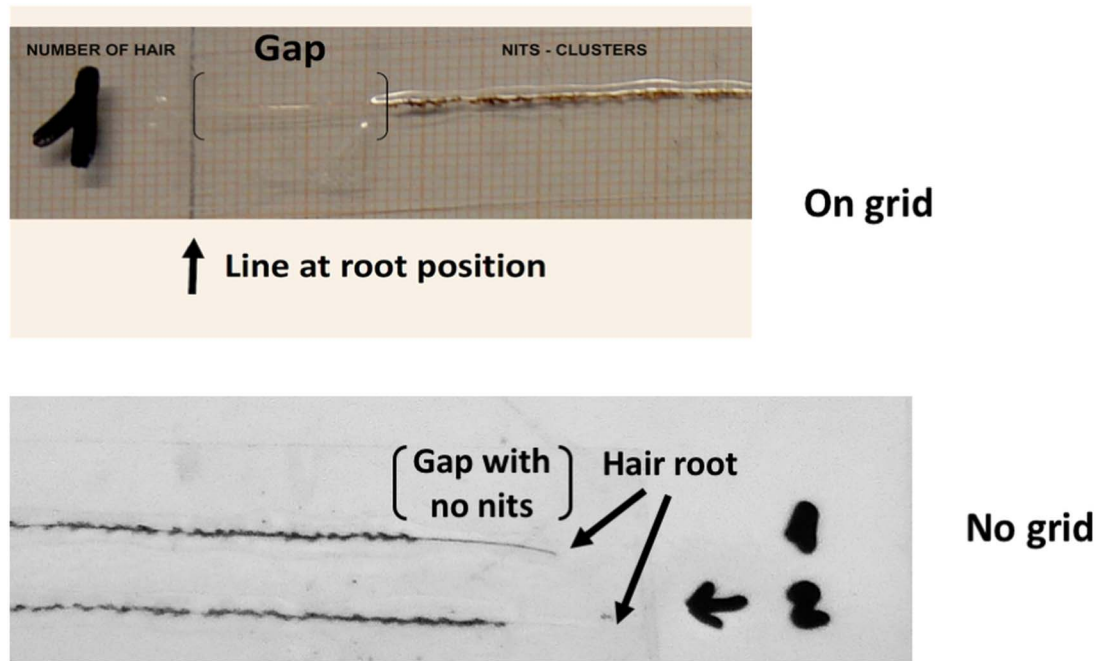 NUMBER OF HAIR
Gap
NITS - CLUSTERS
1
On grid
Line at root position
Gap with
no nits
Hair root
1
2
No grid